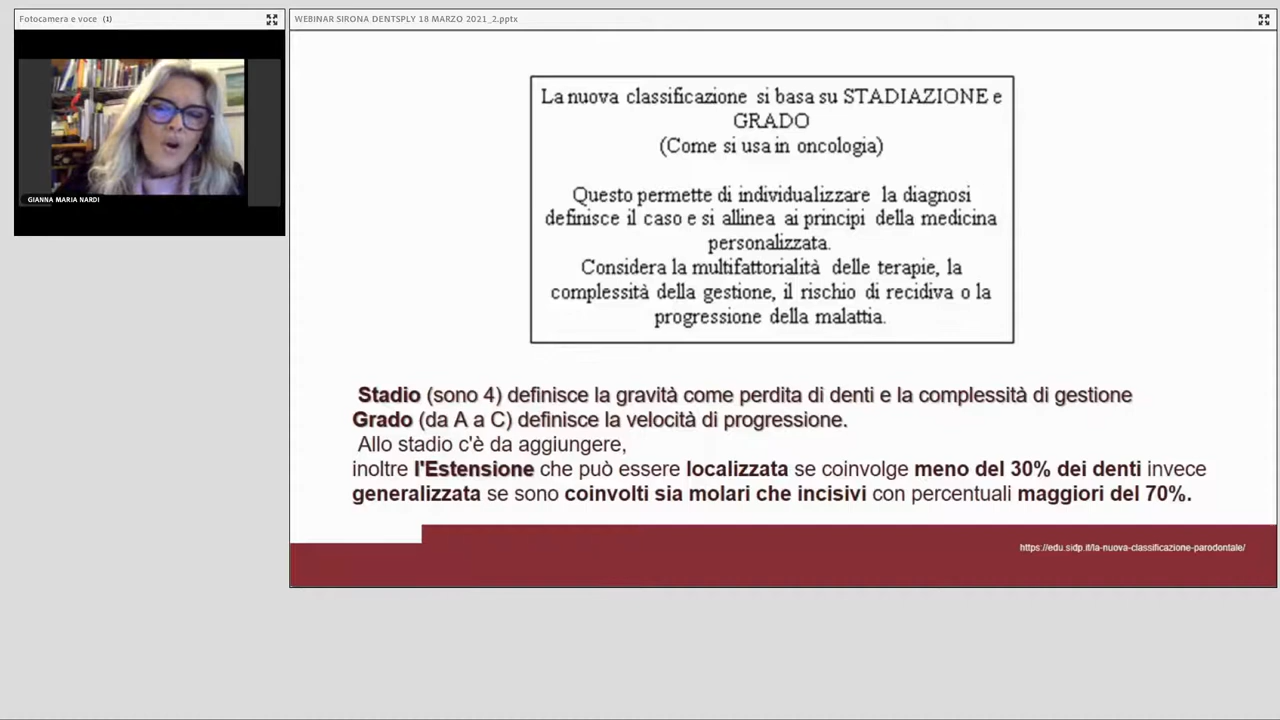 Fotocamera e voce (1)
WEBINAR SIRONA DENTSPLY 18 MARZO 2021_2.pptx
GIANNA MARIA NARDI
La nuova classificazione si basa su STADIAZIONE e
GRADO
(Come si usa in oncologia)
Questo permette di individualizzare la diagnosi
definisce il caso e si allinea ai principi della medicina
personalizzata.
Considera la multifattorialità delle terapie, la
complessità della gestione, il rischio di recidiva o la
progressione della malattia.
Stadio (sono 4) definisce la gravità come perdita di denti e la complessità di gestione
Grado (da A a C) definisce la velocità di progressione.
Allo stadio c'è da aggiungere,
inoltre l'Estensione che può essere localizzata se coinvolge meno del 30% dei denti invece
generalizzata se sono coinvolti sia molari che incisivi con percentuali maggiori del 70%.
https://edu.sidp.it/la-nuova-classificazione-parodontale/